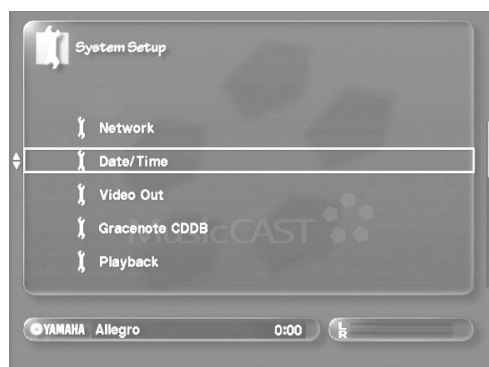 System Setup
Network
Date/Time
Video Out
Gracenote CDDB
MusicCAST
Playback
YAMAHA Allegro 0:00 L
R